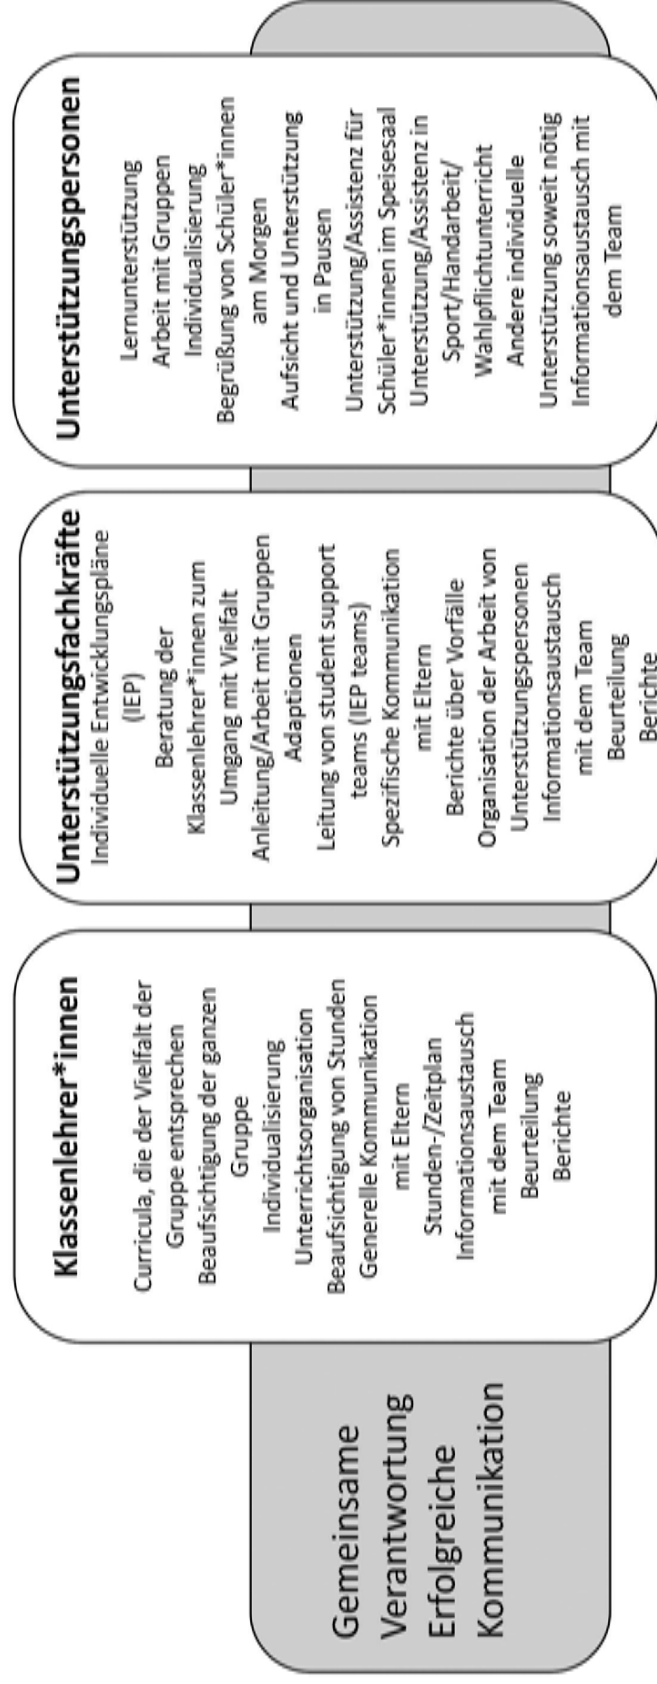 Gemeinsame
Verantwortung
Erfolgreiche
Kommunikation
Klassenlehrer*innen
Curricula, die der Vielfalt der
Gruppe entsprechen
Beaufsichtigung der ganzen
Gruppe
Individualisierung
Unterrichtsorganisation
Beaufsichtigung von Stunden
Generelle Kommunikation
mit Eltern
Stunden-/Zeitplan
Informationsaustausch
mit dem Team
Beurteilung
Berichte
Unterstützungsfachkräfte
Individuelle Entwicklungspläne
(IEP)
Beratung der
Klassenlehrer*innen zum
Umgang mit Vielfalt
Anleitung/Arbeit mit Gruppen
Adaptionen
Leitung von student support
teams (IEP teams)
Spezifische Kommunikation
mit Eltern
Berichte über Vorfälle
Organisation der Arbeit von
Unterstützungspersonen
Informationsaustausch
mit dem Team
Beurteilung
Berichte
Unterstützungspersonen
Lernunterstützung
Arbeit mit Gruppen
Individualisierung
Begrüßung von Schüler*innen
am Morgen
Aufsicht und Unterstützung
in Pausen
Unterstützung/Assistenz für
Schüler*innen im Speisesaal
Unterstützung/Assistenz in
Sport/Handarbeit/
Wahlpflichtunterricht
Andere individuelle
Unterstützung soweit nötig
Informationsaustausch mit
dem Team